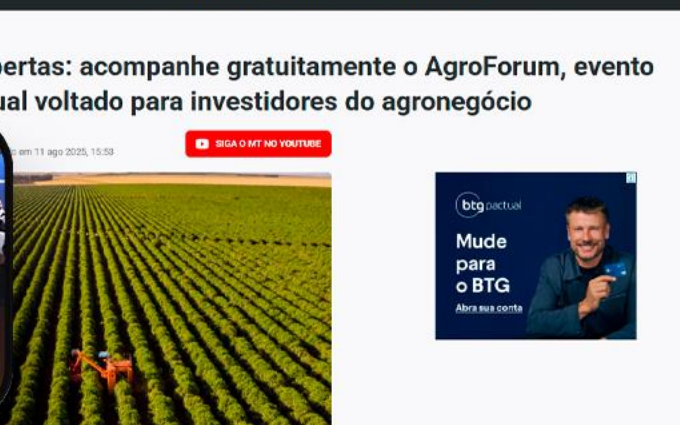 ertas: acompanhe gratuitamente o AgroForum, evento
ual voltado para investidores do agronegócio
em 11 ago 2025, 15:53
SIGA O MT NO YOUTUBE
btg pactual
Mude
para
o BTG
Abra sua conta